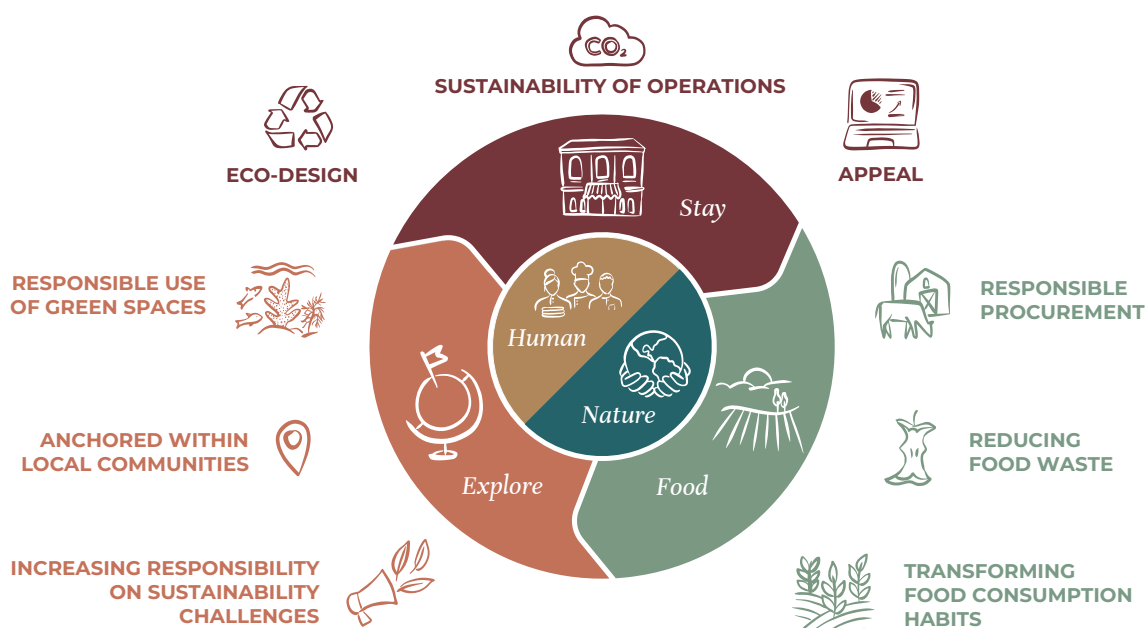 CO₂
SUSTAINABILITY OF OPERATIONS
ECO-DESIGN
APPEAL
Stay
RESPONSIBLE USE
OF GREEN SPACES
RESPONSIBLE
PROCUREMENT
Human
Nature
ANCHORED WITHIN
LOCAL COMMUNITIES
REDUCING
FOOD WASTE
Explore
Food
INCREASING RESPONSIBILITY
ON SUSTAINABILITY
CHALLENGES
TRANSFORMING
FOOD CONSUMPTION
HABITS